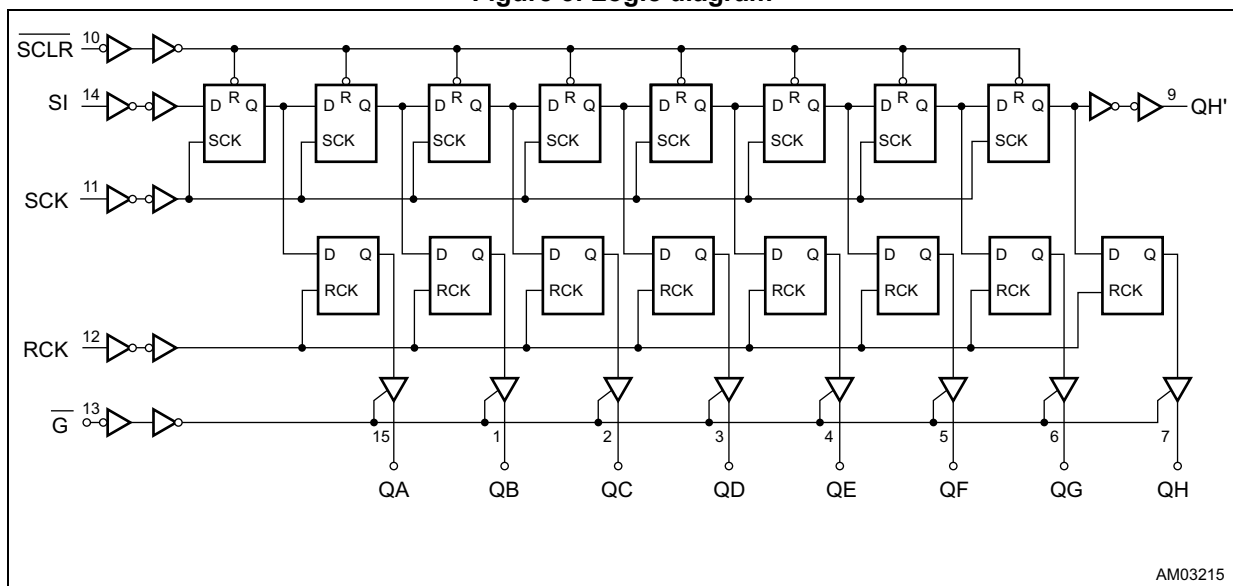 Figure Logic diagram
SCLR 10
R R R R R R R R
SI 14 D Q D Q D Q D Q D Q D Q D Q D Q 9 QH'
SCK SCK SCK SCK SCK SCK SCK SCK
SCK 11
D Q D Q D Q D Q D Q D Q D Q D Q
RCK RCK RCK RCK RCK RCK RCK RCK
RCK 12
G 13
15 1 2 3 4 5 6 7
QA QB QC QD QE QF QG QH
AM03215